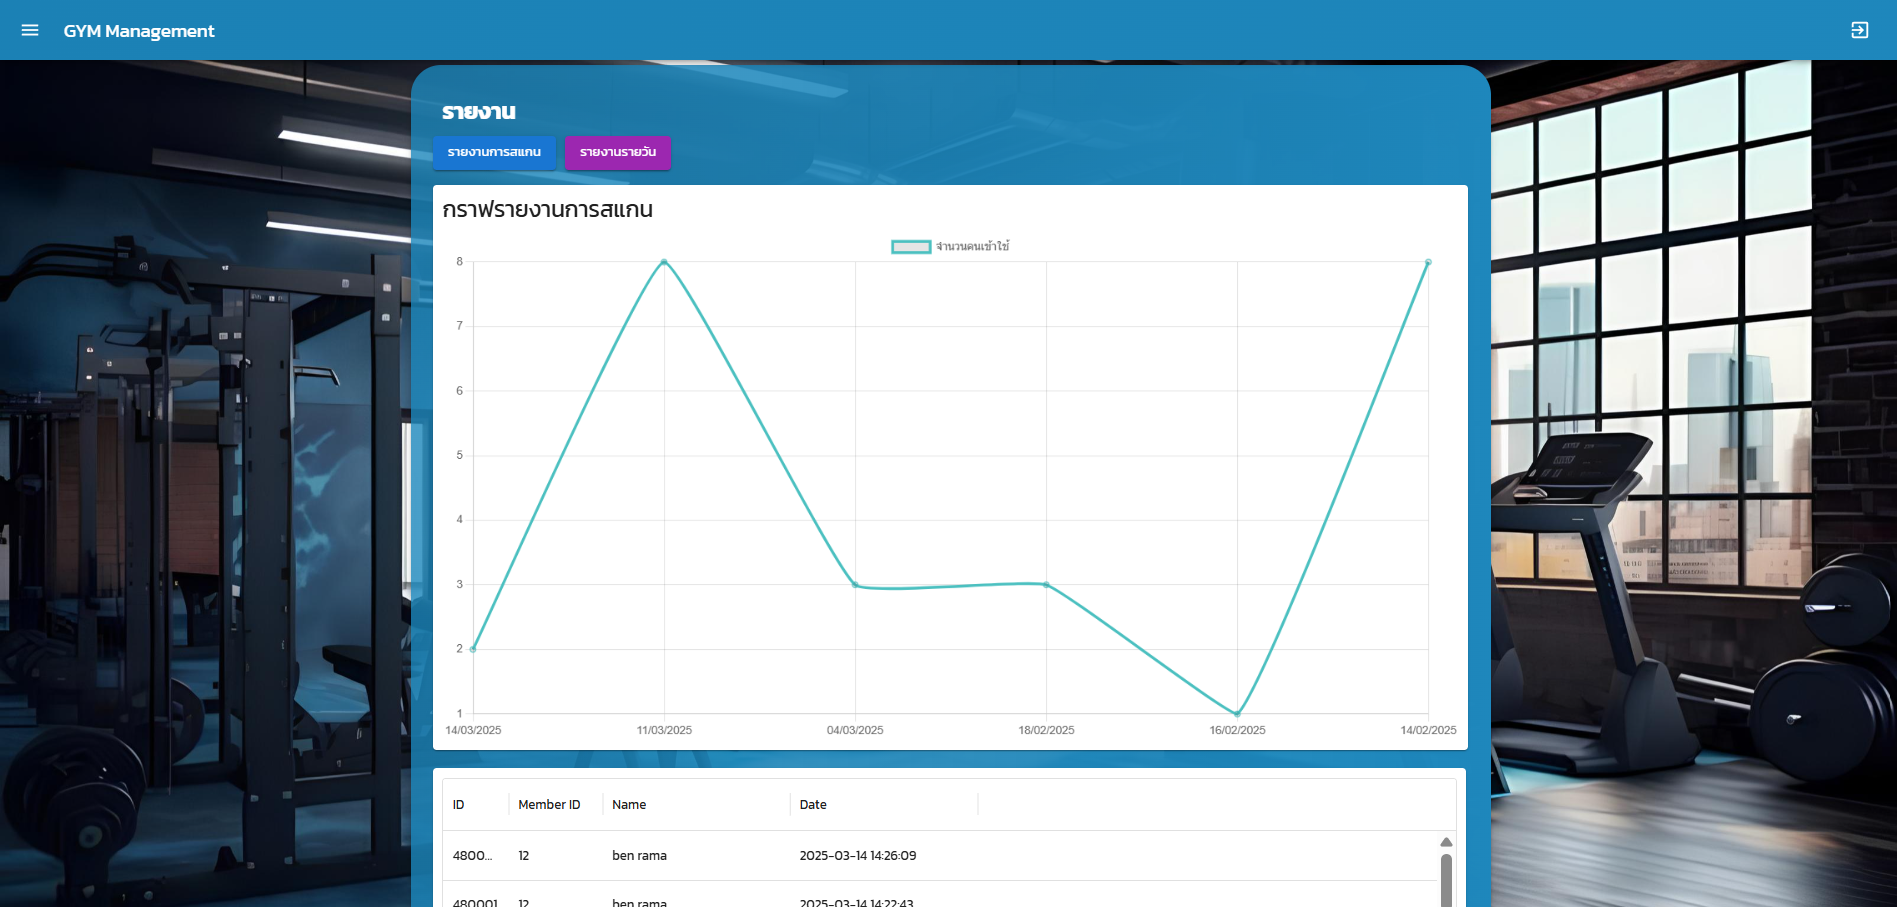 GYM Management
รายงาน
รายงานการสแกน
รายงานรายวัน
กราฟรายงานการสแกน
จำนวนคนเข้าใช้
8
7
6
5
4
3
2
1
14/03/2025 11/03/2025 04/03/2025 18/02/2025 16/02/2025 14/02/2025
ID Member ID Name Date
4800... 12 ben rama 2025-03-14 14:26:09
480001 12 ben rama 2025-03-14 14:22:43